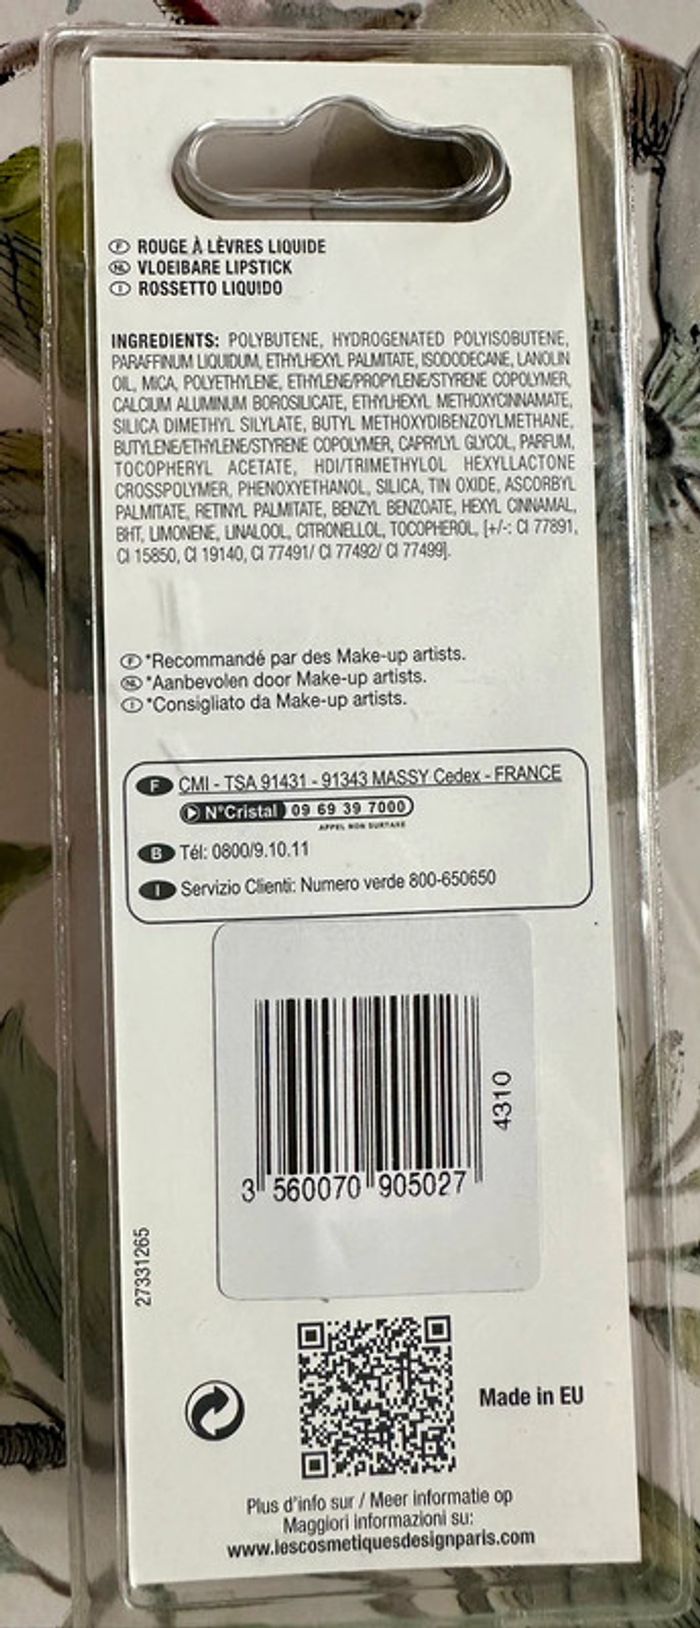 F ROUGE À LÈVRES LIQUIDE
NL VLOEIBARE LIPSTICK
I ROSSETTO LIQUIDO
INGREDIENTS: POLYBUTENE, HYDROGENATED POLYISOBUTENE,
PARAFFINUM LIQUIDUM, ETHYLHEXYL PALMITATE, ISODODECANE, LANOLIN
OIL, MICA, POLYETHYLENE, ETHYLENE/PROPYLENE/STYRENE COPOLYMER,
CALCIUM ALUMINUM BOROSILICATE, ETHYLHEXYL METHOXYCINNAMATE,
SILICA DIMETHYL SILYLATE, BUTYL METHOXYDIBENZOYLMETHANE,
BUTYLENE/ETHYLENE/STYRENE COPOLYMER, CAPRYLYL GLYCOL, PARFUM,
TOCOPHERYL ACETATE, HDI/TRIMETHYLOL HEXYLLACTONE
CROSSPOLYMER, PHENOXYETHANOL, SILICA, TIN OXIDE, ASCORBYL
PALMITATE, RETINYL PALMITATE, BENZYL BENZOATE, HEXYL CINNAMAL,
BHT, LIMONENE, LINALOOL, CITRONELLOL, TOCOPHEROL, [+/-: CI 77891,
CI 15850, CI 19140, CI 77491/ CI 77492/ CI 77499].
F *Recommandé par des Make-up artists.
NL *Aanbevolen door Make-up artists.
I *Consigliato da Make-up artists.
F CMI - TSA 91431 - 91343 MASSY Cedex - FRANCE
N°Cristal 09 69 39 7000
APPEL NON SURTAXE
B Tél: 0800/9.10.11
I Servizio Clienti: Numero verde 800-650650
4310
3 560070 905027
27331265
Made in EU
Plus d'info sur / Meer informatie op
Maggiori informazioni su:
www.lescosmetiquesdesignparis.com